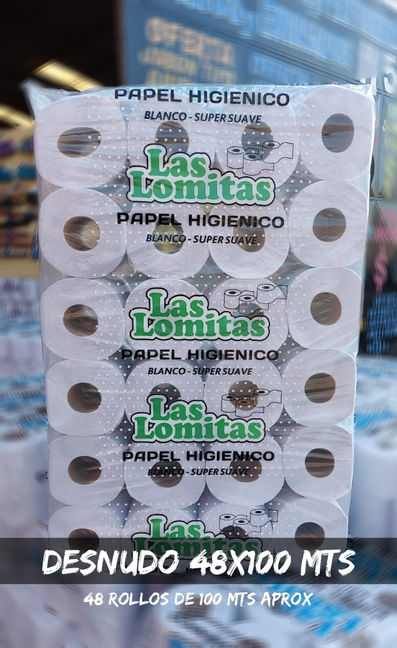 OFERTA
PAPEL HIGIENICO
BLANCO - SUPER SUAVE
Las
Lomitas
PAPEL HIGIENICO
BLANCO - SUPER SUAVE
Las
Lomitas
PAPEL HIGIENICO
BLANCO - SUPER SUAVE
Las
Lomitas
PAPEL HIGIENICO
BLANCO - SUPER SUAVE
Las
DESNUDO 48X100 MTS
48 ROLLOS DE 100 MTS APROX